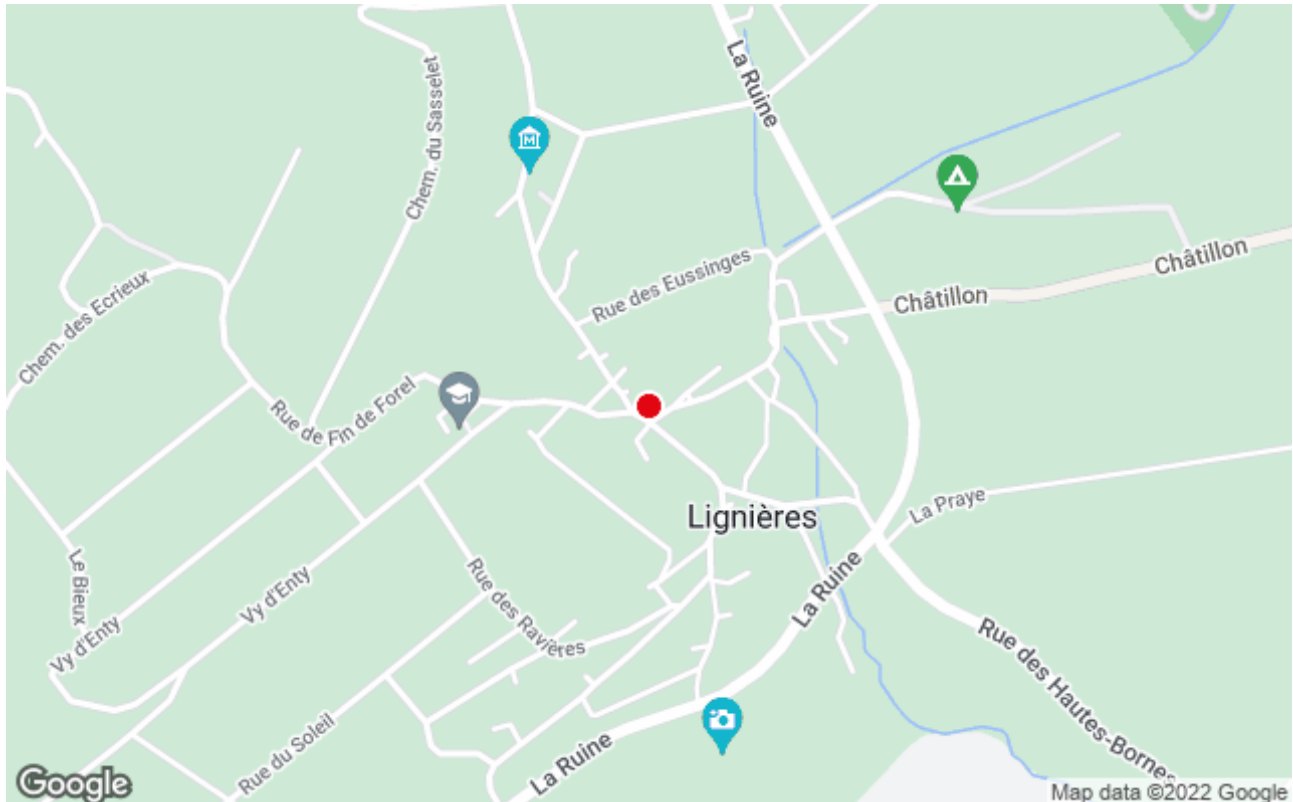 La Ruine
Chem. du Sasselet
Châtillon
Rue des Eussinges
Châtillon
Chem. des Ecrieux
Rue de Fin de Forel
La Praye
Lignières
Le Bieux
Vy d'Enty
La Ruine
Rue des Ravières
Vy d'Enty
Rue des Hautes-Bornes
Rue du Soleil
La Ruine
Google
Map data ©2022 Google